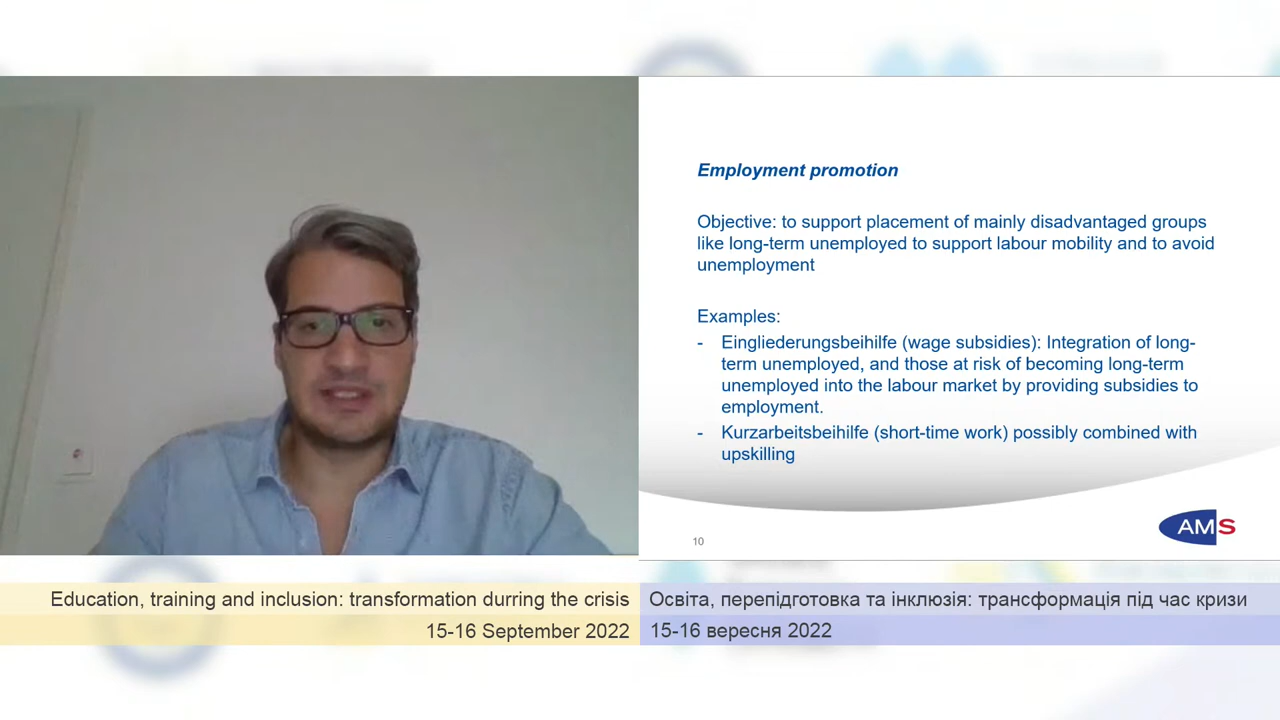 Employment promotion
Objective: to support placement of mainly disadvantaged groups
like long-term unemployed to support labour mobility and to avoid
unemployment
Examples:
- Eingliederungsbeihilfe (wage subsidies): Integration of long-
term unemployed, and those at risk of becoming long-term
unemployed into the labour market by providing subsidies to
employment.
- Kurzarbeitsbeihilfe (short-time work) possibly combined with
upskilling
10
AMS
Education, training and inclusion: transformation durring the crisis
15-16 September 2022
Освіта, перепідготовка та інклюзія: трансформація під час кризи
15-16 вересня 2022